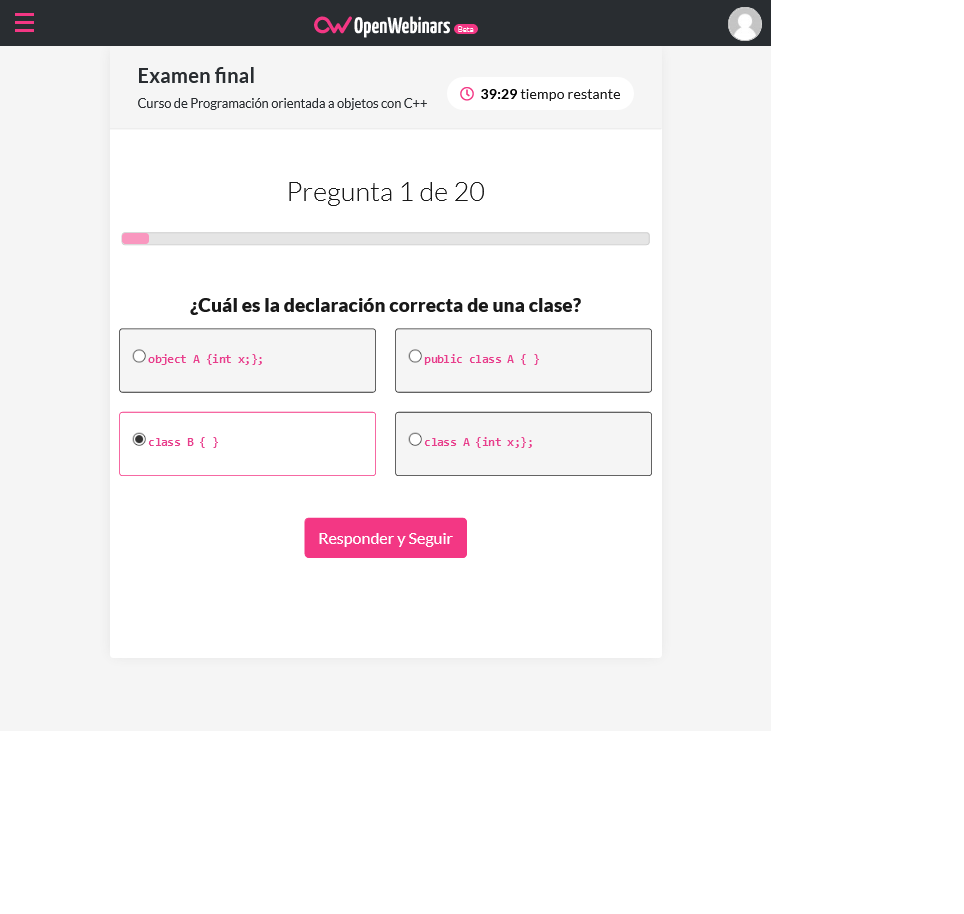 OpenWebinars Beta
Examen final
Curso de Programación orientada a objetos con C++
39:29 tiempo restante
Pregunta 1 de 20
¿Cuál es la declaración correcta de una clase?
object A {int x;};
public class A { }
class B { }
class A {int x;};
Responder y Seguir